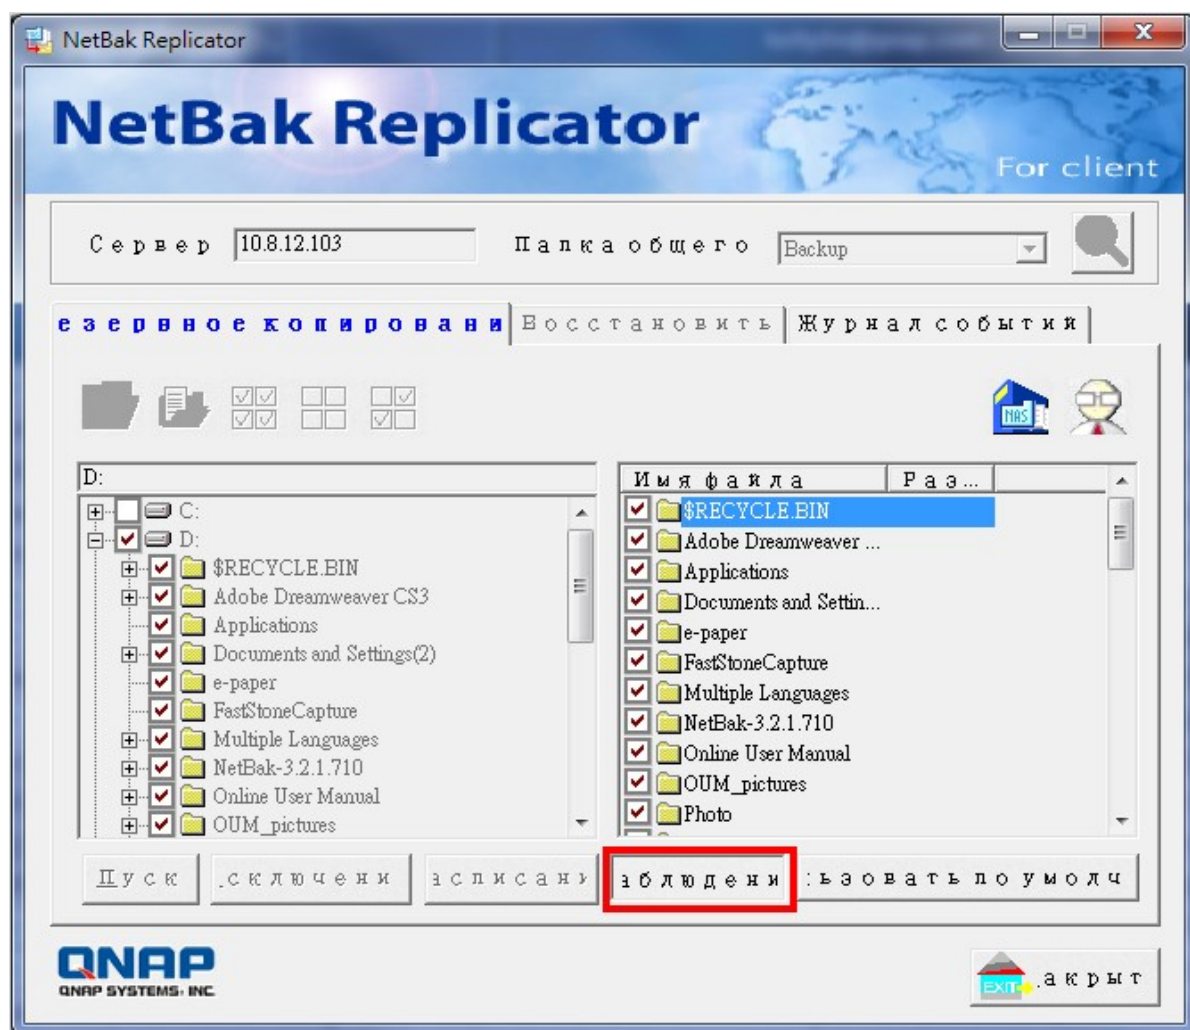 NetBak Replicator
NetBak Replicator
For client
Сервер 10.8.12.103 Папка общего Backup
езервное копировани Восстановить Журнал событий
NAS
D:
C:
D:
$RECYCLE.BIN
Adobe Dreamweaver CS3
Applications
Documents and Settings(2)
e-paper
FastStoneCapture
Multiple Languages
NetBak-3.2.1.710
Online User Manual
OUM_pictures
Имя файла Раз...
$RECYCLE.BIN
Adobe Dreamweaver ...
Applications
Documents and Settin...
e-paper
FastStoneCapture
Multiple Languages
NetBak-3.2.1.710
Online User Manual
OUM_pictures
Photo
Пуск сключени асписани аблюдени ьзовать по умолч
QNAP
QNAP SYSTEMS, INC.
EXIT акрыт